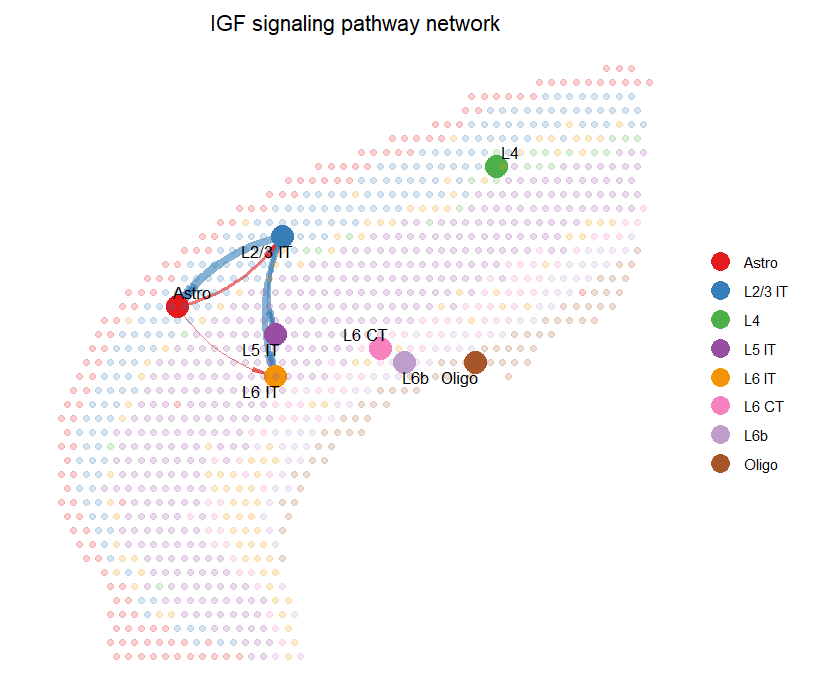 IGF signaling pathway network
L4
L2/3 IT
Astro
L6 CT
L5 IT
L6b
Oligo
L6 IT
Astro
L2/3 IT
L4
L5 IT
L6 IT
L6 CT
L6b
Oligo